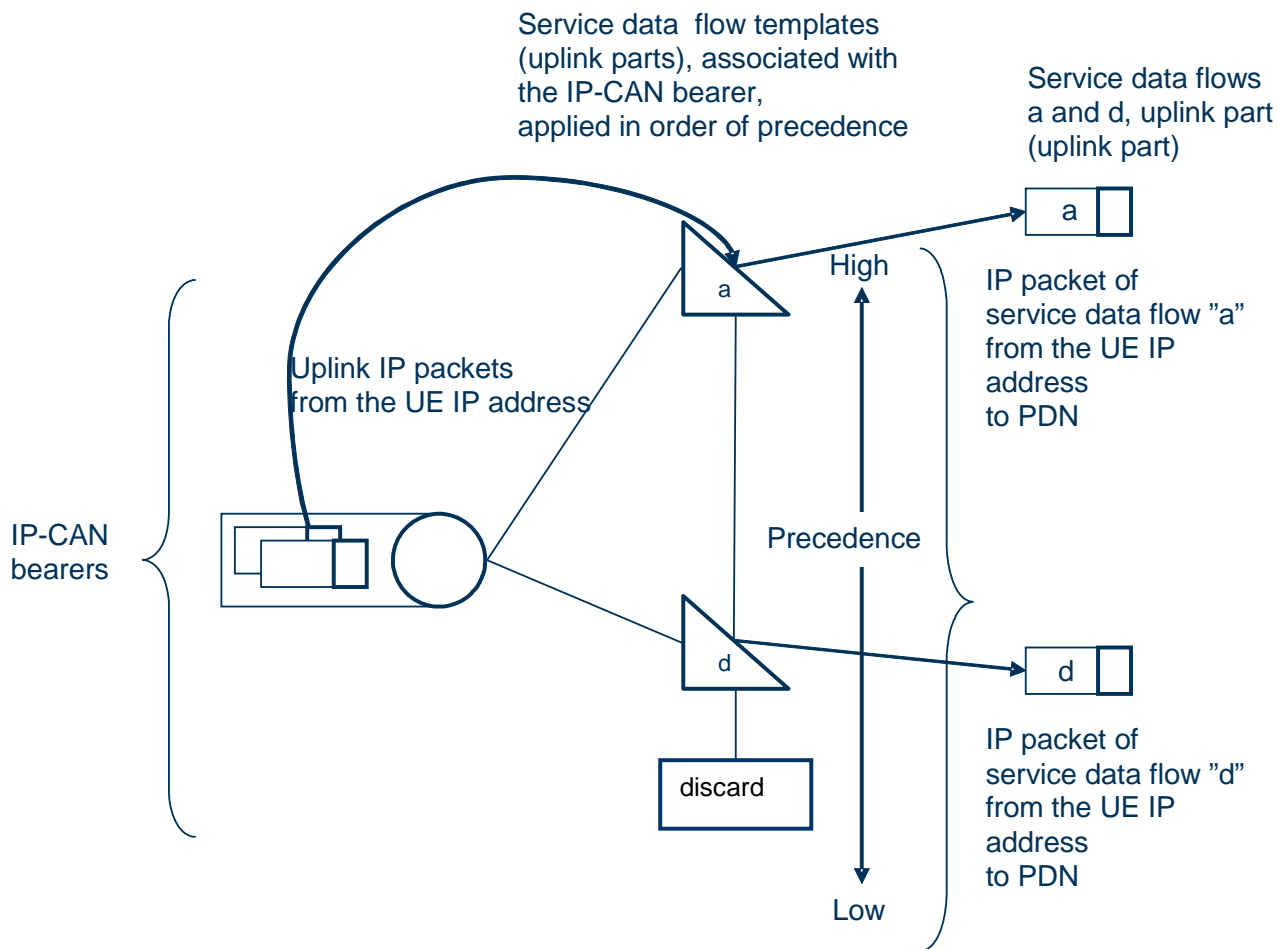 Service data  flow templates
(uplink parts), associated with
the IP-CAN bearer,
applied in order of precedence
Service data flows
a and d, uplink part
(uplink part)
a
a
High
IP packet of
service data flow ”a”
from the UE IP
address
to PDN
Uplink IP packets
from the UE IP address
IP-CAN
bearers
Precedence
d
d
discard
IP packet of
service data flow ”d”
from the UE IP
address
to PDN
Low